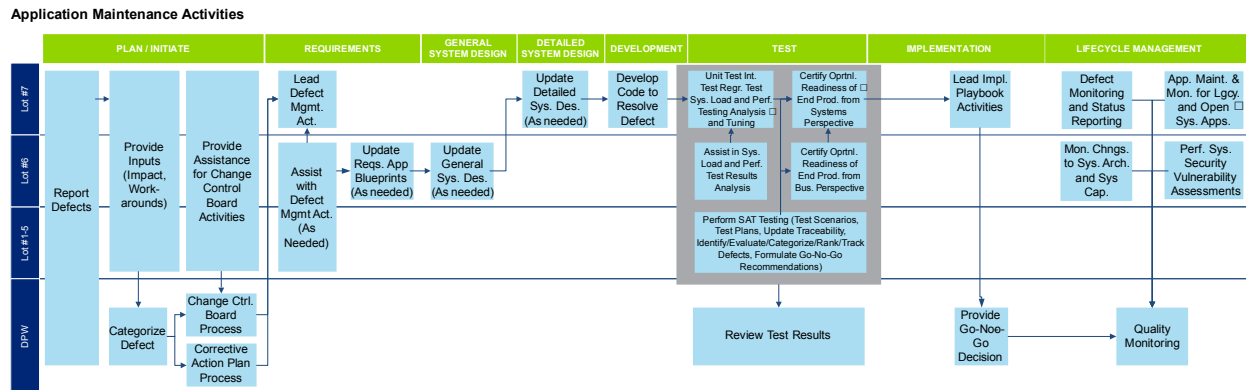 Application Maintenance Activities
PLAN / INITIATE
REQUIREMENTS
GENERAL
SYSTEM DESIGN
DETAILED
SYSTEM DESIGN
DEVELOPMENT
TEST
IMPLEMENTATION
LIFECYCLE MANAGEMENT
Lot #7
Lot #6
Lot #1-5
DPW
Report
Defects
Provide
Inputs
(Impact,
Work-
arounds)
Provide
Assistance
for Change
Control
Board
Activities
Categorize
Defect
Change Ctrl.
Board
Process
Corrective
Action Plan
Process
Lead
Defect
Mgmt.
Act.
Assist
with
Defect
Mgmt Act.
(As
Needed)
Update
Reqs. App
Blueprints
(As needed)
Update
General
Sys. Des.
(As needed)
Update
Detailed
Sys. Des.
(As needed)
Develop
Code to
Resolve
Defect
Unit Test Int.
Test Regr. Test
Sys. Load and Perf.
Testing Analysis □
and Tuning
Certify Oprtnl.
Readiness of □
End Prod. from
Systems
Perspective
Assist in Sys.
Load and Perf.
Test Results
Analysis
Certify Oprtnl.
Readiness of
End Prod. from
Bus. Perspective
Perform SAT Testing (Test Scenarios,
Test Plans, Update Traceability,
Identify/Evaluate/Categorize/Rank/Track
Defects, Formulate Go-No-Go
Recommendations)
Review Test Results
Lead Impl.
Playbook
Activities
Provide
Go-Noo-
Go
Decision
Defect
Monitoring
and Status
Reporting
App. Maint. &
Mon. for Lgcy.
and Open □
Sys. Apps.
Mon. Chngs.
to Sys. Arch.
and Sys
Cap.
Perf. Sys.
Security
Vulnerability
Assessments
Quality
Monitoring